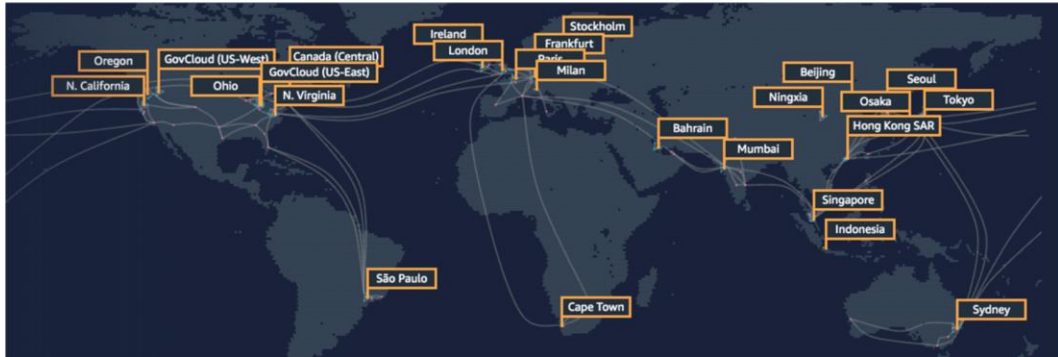 Stockholm
Ireland
Frankfurt
London
GovCloud (US-West)
Canada (Central)
Paris
Oregon
Milan
GovCloud (US-East)
Beijing
Seoul
N. California
Ohio
N. Virginia
Ningxia
Osaka
Tokyo
Bahrain
Hong Kong SAR
Mumbai
Singapore
Indonesia
São Paulo
Cape Town
Sydney